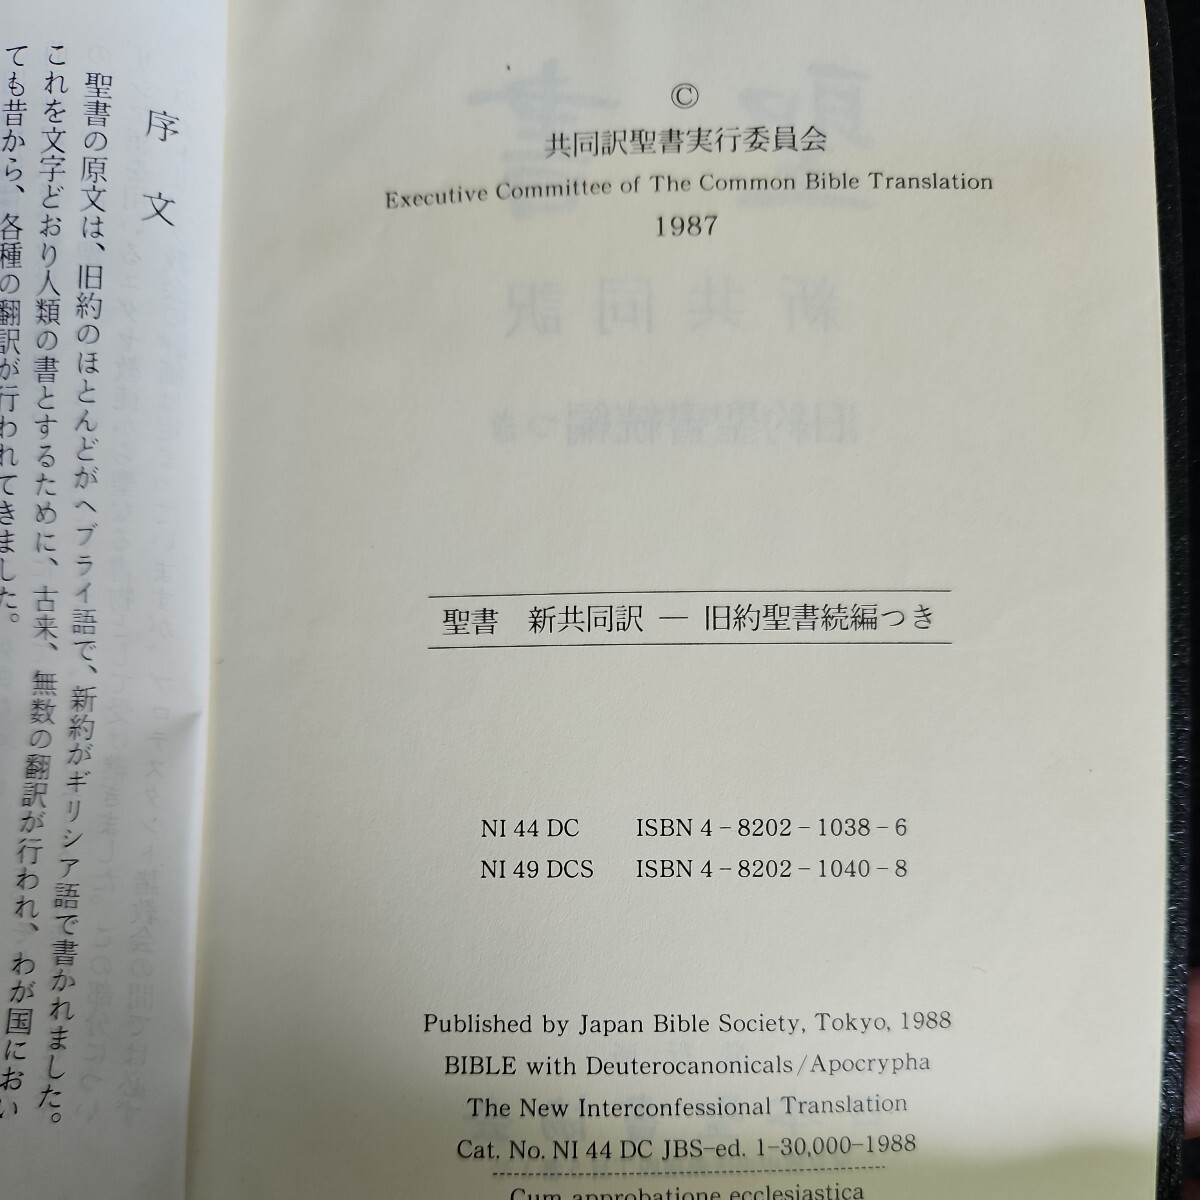 ©
共同訳聖書実行委員会
Executive Committee of The Common Bible Translation
1987
聖書　新共同訳 ― 旧約聖書続編つき
NI 44 DC ISBN 4－8202－1038－6
NI 49 DCS ISBN 4－8202－1040－8
Published by Japan Bible Society, Tokyo, 1988
BIBLE with Deuterocanonicals/Apocrypha
The New Interconfessional Translation
Cat. No. NI 44 DC JBS-ed. 1-30,000-1988
Cum approbatione ecclesiastica
序文
聖書の原文は、旧約のほとんどがヘブライ語で、新約がギリシア語で書かれました。
これを文字どおり人類の書とするために、古来、無数の翻訳が行われ、わが国におい
ても昔から、各種の翻訳が行われてきました。